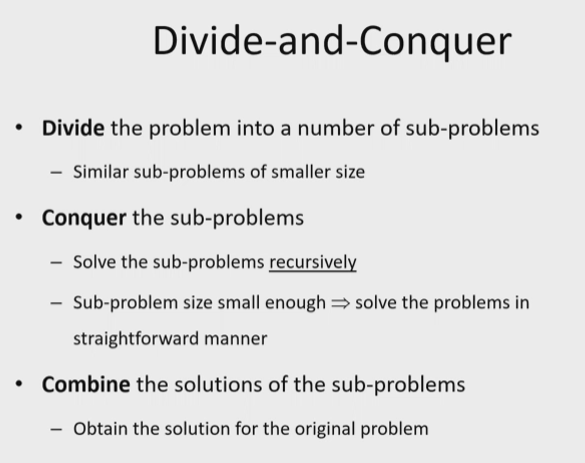 Divide-and-Conquer
• Divide the problem into a number of sub-problems
– Similar sub-problems of smaller size
• Conquer the sub-problems
– Solve the sub-problems recursively
– Sub-problem size small enough ⇒ solve the problems in
straightforward manner
• Combine the solutions of the sub-problems
– Obtain the solution for the original problem